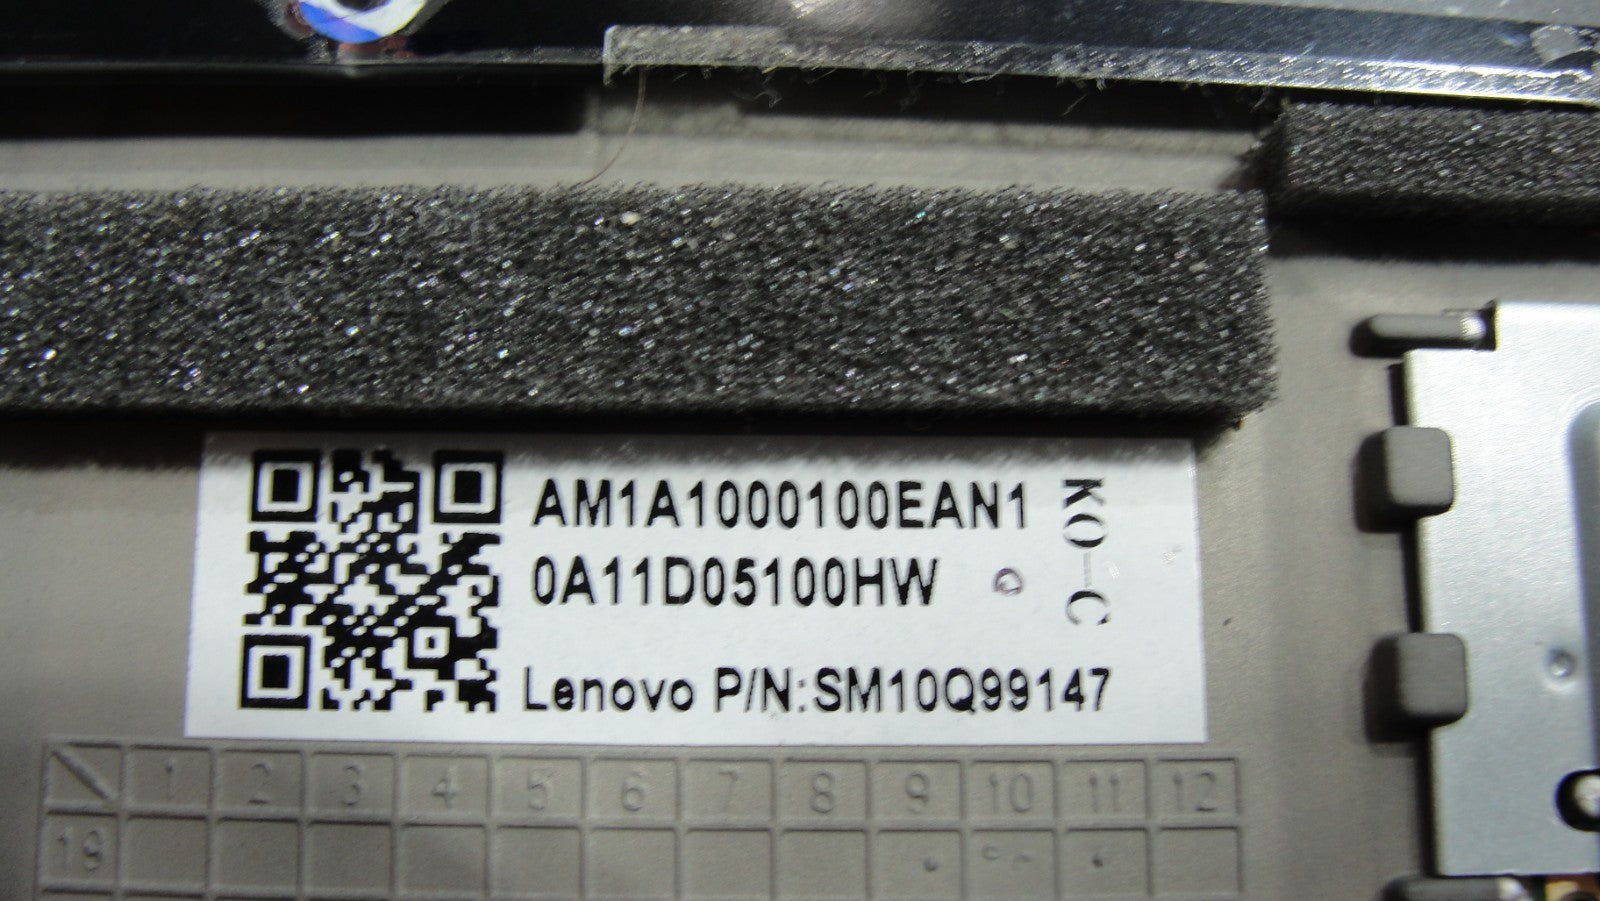 AM1A1000100EAN1
0A11D05100HW
Lenovo P/N:SM10Q99147
KO-C
1 2 3 4 5 6 7 8 9 10 11 12
19